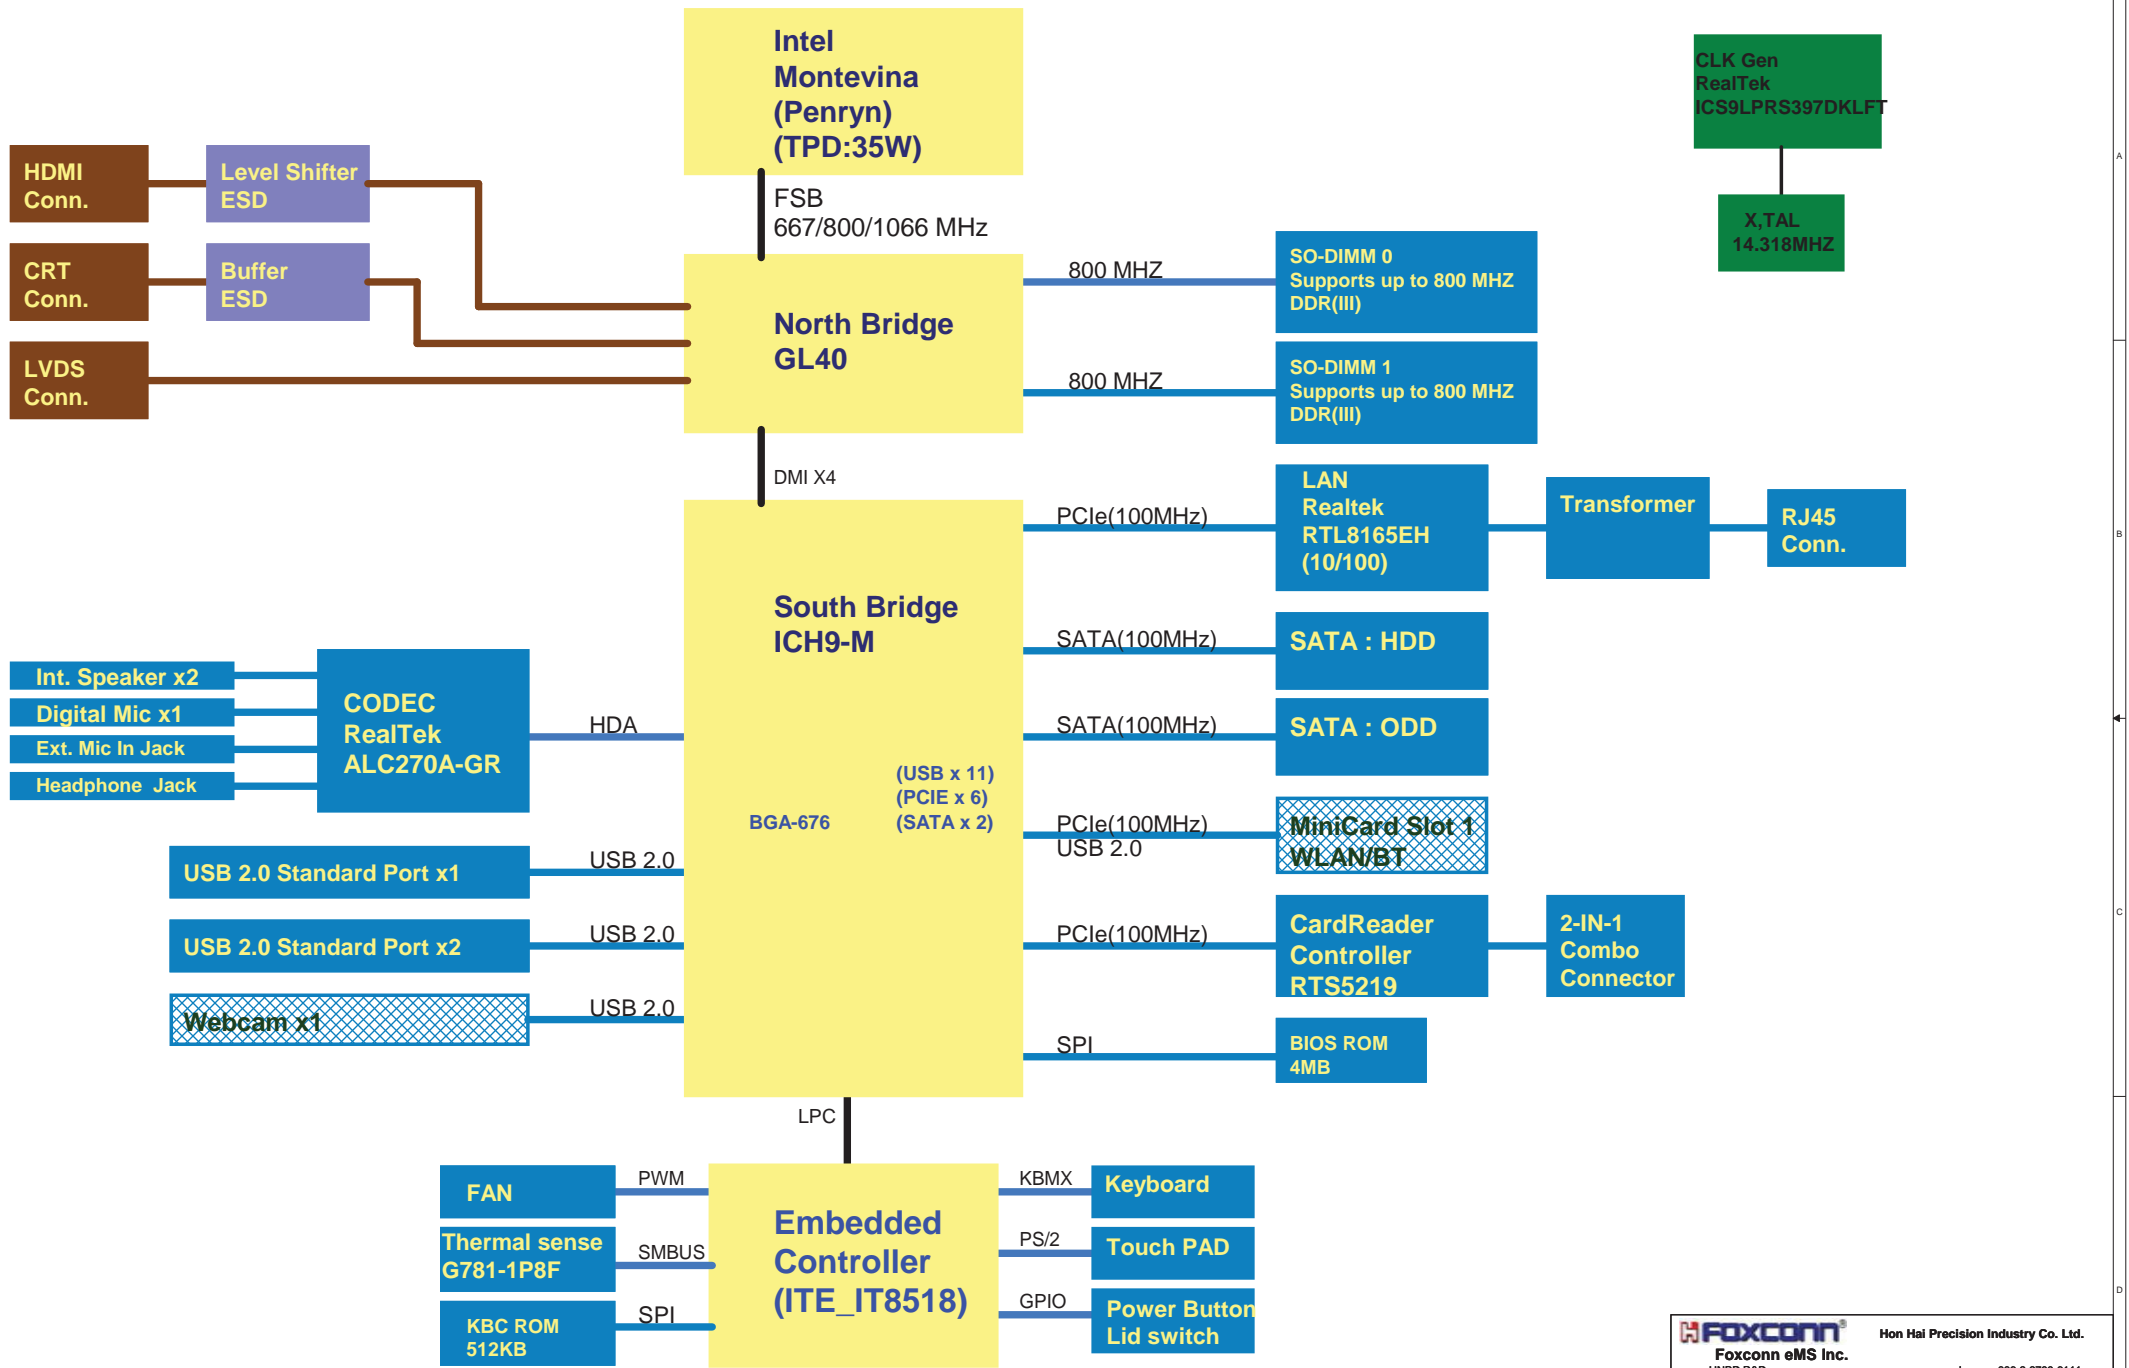 Intel
Montevina
(Penryn)
(TPD:35W)
CLK Gen
RealTek
ICS9LPRS397DKLFT
X,TAL
14.318MHZ
HDMI
Conn.
Level Shifter
ESD
FSB
667/800/1066 MHz
CRT
Conn.
Buffer
ESD
LVDS
Conn.
North Bridge
GL40
800 MHZ
SO-DIMM 0
Supports up to 800 MHZ
DDR(III)
800 MHZ
SO-DIMM 1
Supports up to 800 MHZ
DDR(III)
DMI X4
PCIe(100MHz)
LAN
Realtek
RTL8165EH
(10/100)
Transformer
RJ45
Conn.
South Bridge
ICH9-M
SATA(100MHz)
SATA : HDD
SATA(100MHz)
SATA : ODD
Int. Speaker x2
Digital Mic x1
Ext. Mic In Jack
Headphone Jack
CODEC
RealTek
ALC270A-GR
HDA
BGA-676
(USB x 11)
(PCIE x 6)
(SATA x 2)
PCIe(100MHz)
USB 2.0
MiniCard Slot 1
WLAN/BT
USB 2.0 Standard Port x1
USB 2.0
USB 2.0 Standard Port x2
USB 2.0
Webcam x1
USB 2.0
PCIe(100MHz)
CardReader
Controller
RTS5219
2-IN-1
Combo
Connector
SPI
BIOS ROM
4MB
LPC
FAN
PWM
Thermal sense
G781-1P8F
SMBUS
KBC ROM
512KB
SPI
Embedded
Controller
(ITE_IT8518)
KBMX
Keyboard
PS/2
Touch PAD
GPIO
Power Button
Lid switch
A
B
C
D
FOXCONN®
Hon Hai Precision Industry Co. Ltd.
Foxconn eMS Inc.